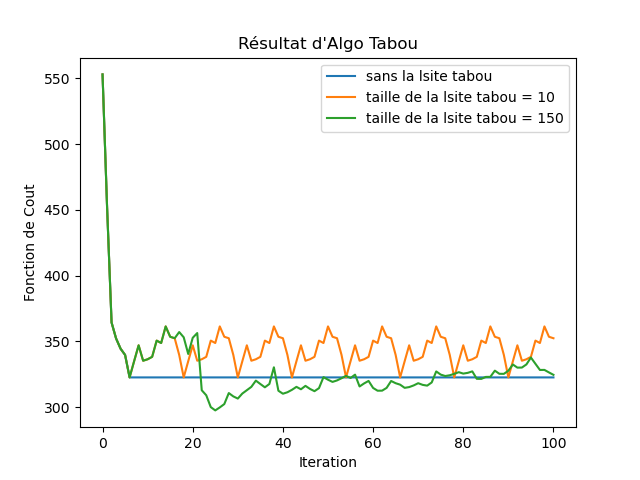 Résultat d'Algo Tabou
sans la lsite tabou
taille de la lsite tabou = 10
taille de la lsite tabou = 150
Fonction de Cout
550
500
450
400
350
300
0 20 40 60 80 100
Iteration